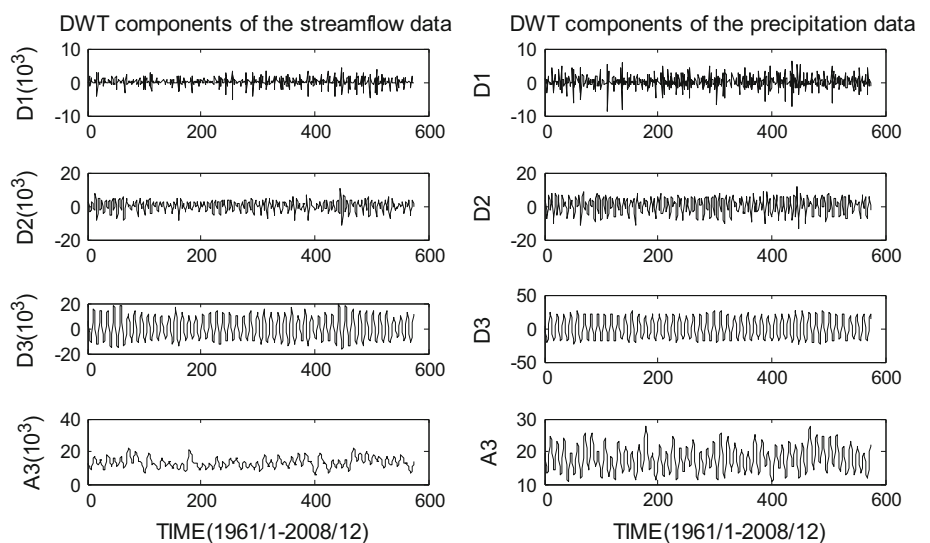 DWT components of the streamflow data
D1(10³)
10
0
-10
0 200 400 600
D2(10³)
20
0
-20
0 200 400 600
D3(10³)
20
0
-20
0 200 400 600
A3(10³)
40
20
0
0 200 400 600
TIME(1961/1-2008/12)
DWT components of the precipitation data
D1
10
0
-10
0 200 400 600
D2
20
0
-20
0 200 400 600
D3
50
0
-50
0 200 400 600
A3
30
20
10
0 200 400 600
TIME(1961/1-2008/12)